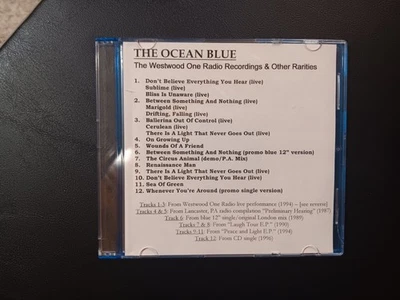 THE OCEAN BLUE
The Westwood One Radio Recordings & Other Rarities
1. Don't Believe Everything You Hear (live)
Sublime (live)
Bliss Is Unaware (live)
2. Between Something And Nothing (live)
Marigold (live)
Drifting, Falling (live)
3. Ballerina Out Of Control (live)
Cerulean (live)
There Is A Light That Never Goes Out (live)
4. On Growing Up
5. Wounds Of A Friend
6. Between Something And Nothing (promo blue 12" version)
7. The Circus Animal (demo/P.A. Mix)
8. Renaissance Man
9. There Is A Light That Never Goes Out (live)
10. Don't Believe Everything You Hear (live)
11. Sea Of Green
12. Whenever You're Around (promo single version)
Tracks 1-3: From Westwood One Radio live performance (1994) – [see reverse]
Tracks 4 & 5: From Lancaster, PA radio compilation "Preliminary Hearing" (1987)
Track 6: From blue 12" single/original London mix (1989)
Tracks 7 & 8: From "Laugh Tour E.P." (1990)
Tracks 9-11: From "Peace and Light E.P." (1994)
Track 12: From CD single (1996)